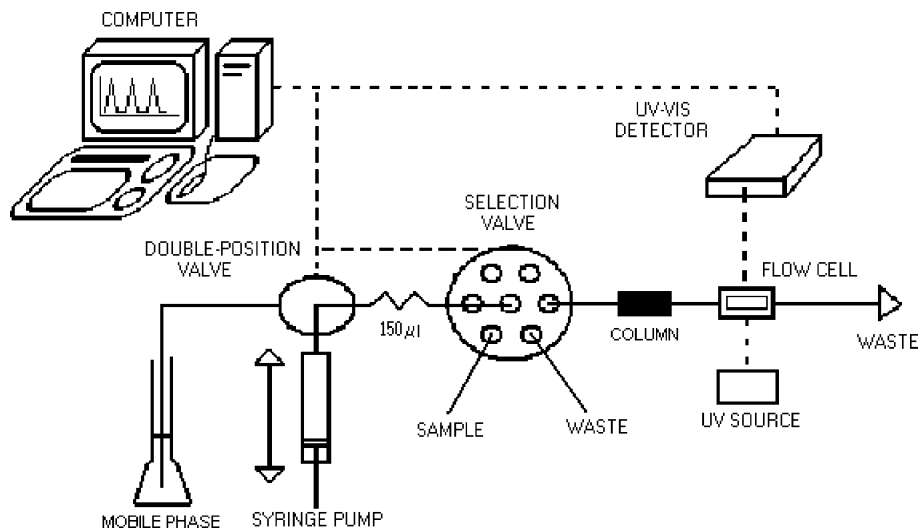 COMPUTER
UV-VIS
DETECTOR
SELECTION
VALVE
DOUBLE-POSITION
VALVE
FLOW CELL
150 µl
COLUMN
WASTE
SAMPLE
WASTE
UV SOURCE
MOBILE PHASE
SYRINGE PUMP